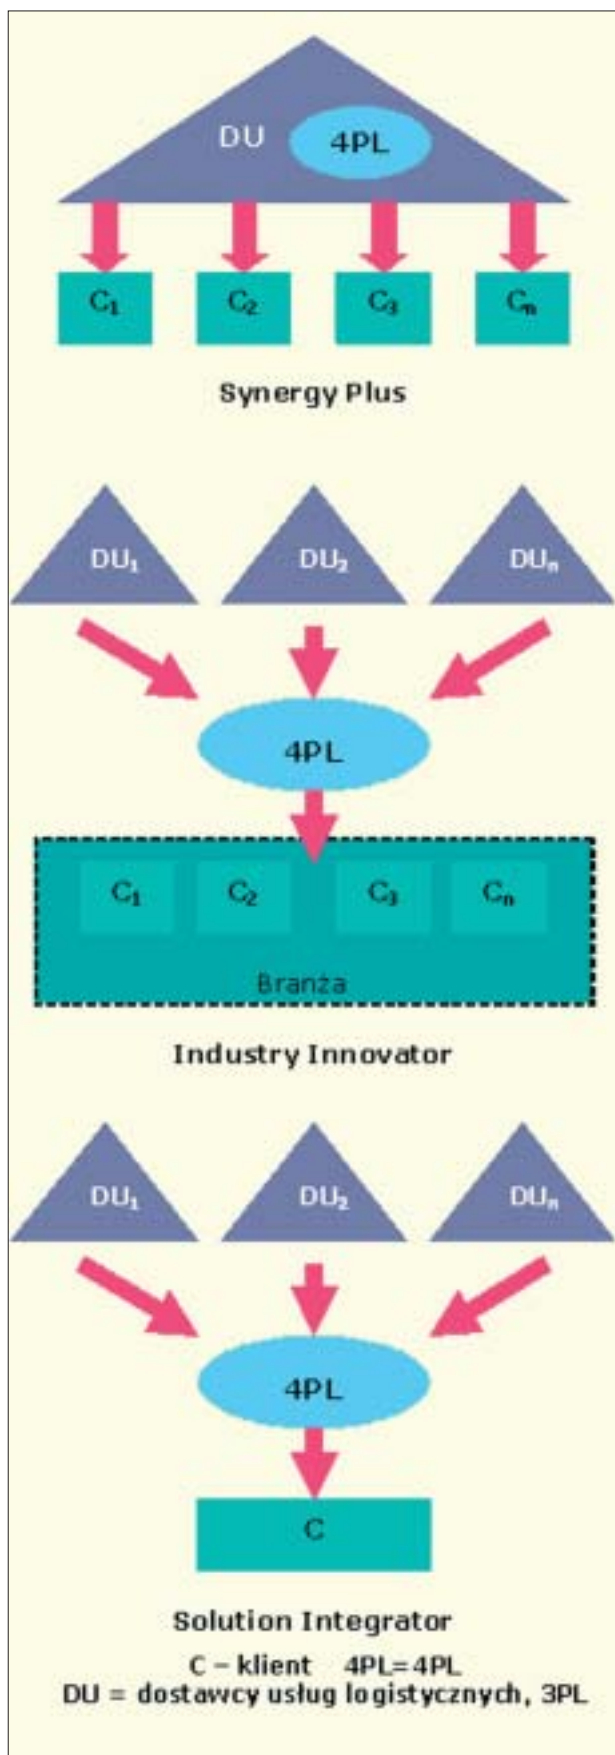 DU 4PL
C₁ C₂ C₃ Cₙ
Synergy Plus
DU₁ DU₂ DUₙ
4PL
C₁ C₂ C₃ Cₙ
Branża
Industry Innovator
DU₁ DU₂ DUₙ
4PL
C
Solution Integrator
C – klient 4PL=4PL
DU = dostawcy usług logistycznych, 3PL